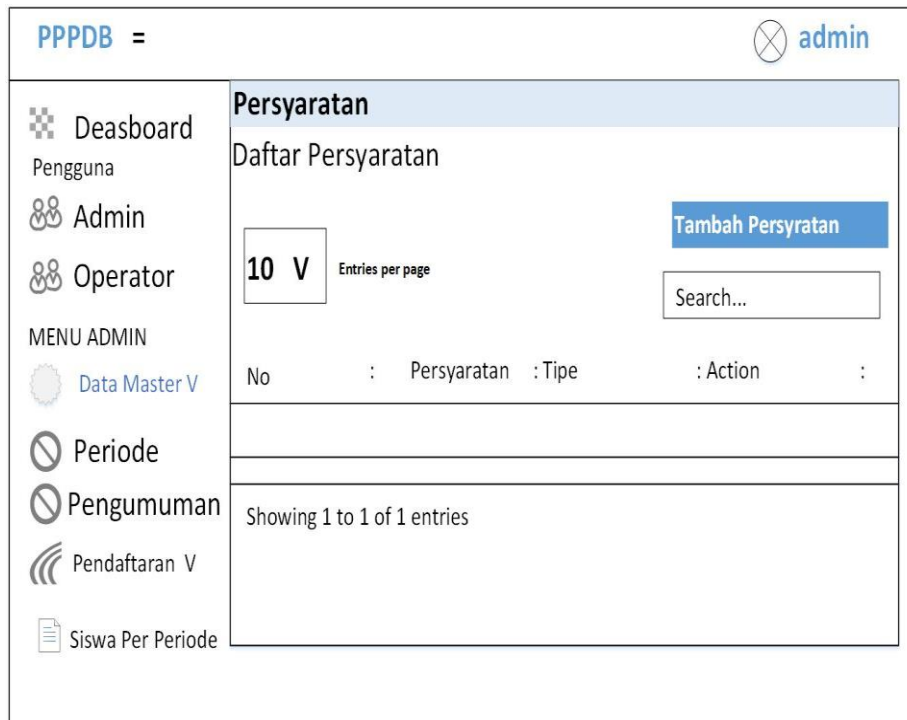 PPPDB =
admin
Deasboard
Pengguna
Admin
Operator
MENU ADMIN
Data Master V
Periode
Pengumuman
Pendaftaran V
Siswa Per Periode
Persyaratan
Daftar Persyaratan
Tambah Persyratan
10 V Entries per page
Search...
No : Persyaratan : Tipe : Action :
Showing 1 to 1 of 1 entries